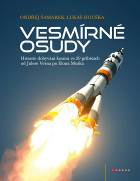 ONDŘEJ ŠAMÁREK, LUKÁŠ HOUŠKA
VESMÍRNÉ
OSUDY
Historie dobývání kosmu ve 20 příbězích
od Julese Verna po Elona Muska